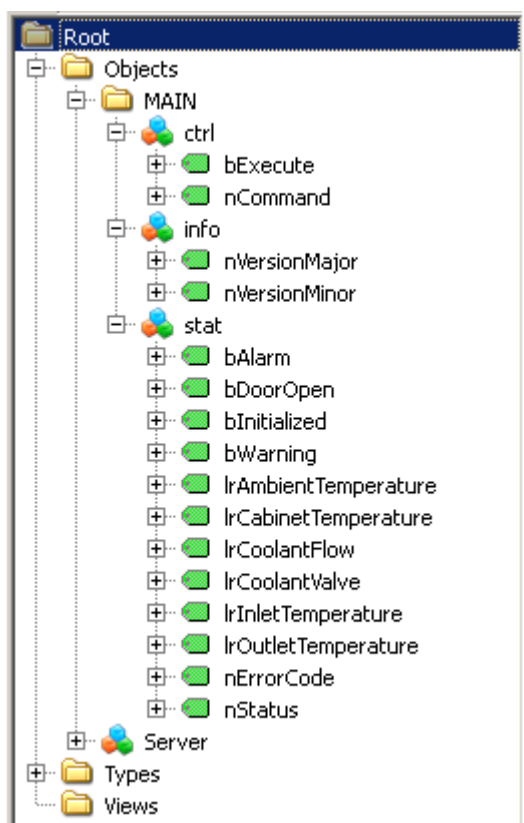 Root
Objects
MAIN
ctrl
bExecute
nCommand
info
nVersionMajor
nVersionMinor
stat
bAlarm
bDoorOpen
bInitialized
bWarning
lrAmbientTemperature
lrCabinetTemperature
lrCoolantFlow
lrCoolantValve
lrInletTemperature
lrOutletTemperature
nErrorCode
nStatus
Server
Types
Views